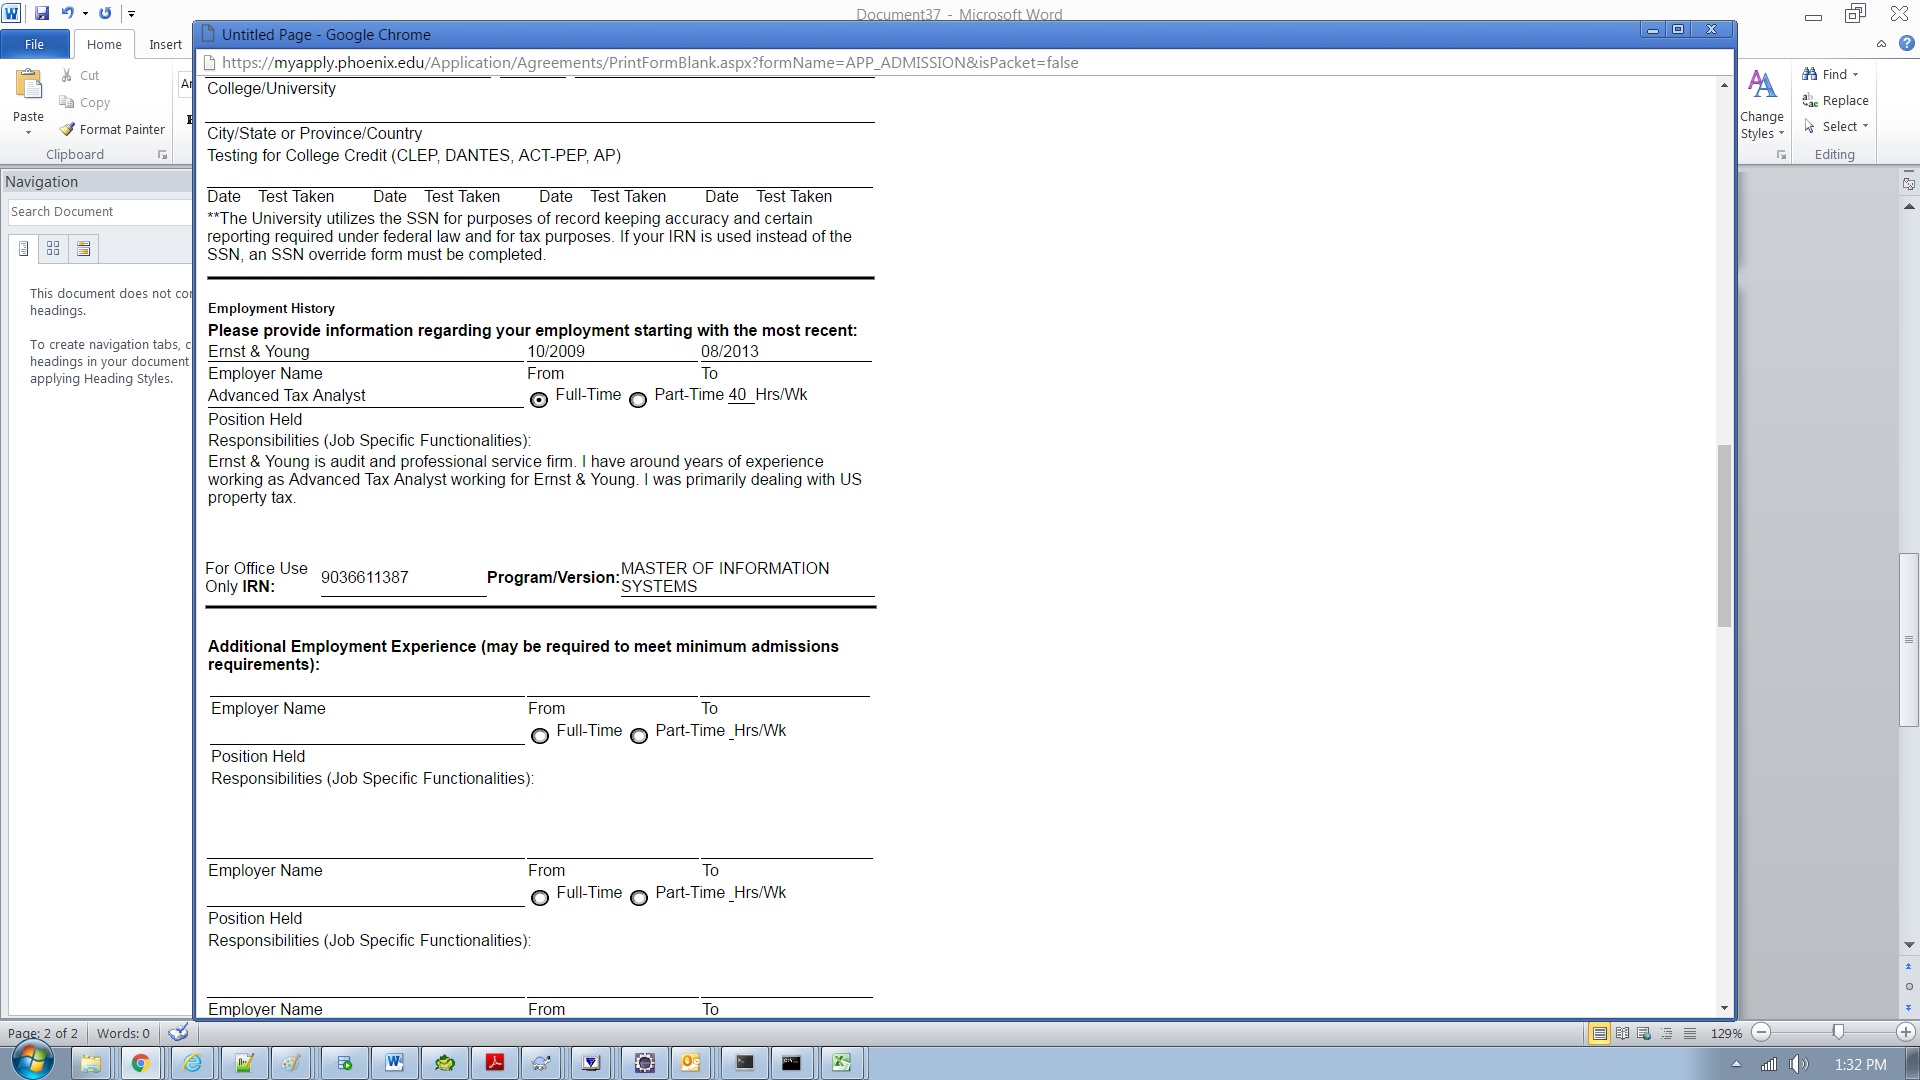 Document37 - Microsoft Word
File
Home
Insert
Untitled Page - Google Chrome
https://myapply.phoenix.edu/Application/Agreements/PrintFormBlank.aspx?formName=APP_ADMISSION&isPacket=false
Paste
Cut
Copy
Format Painter
Clipboard
Find
Replace
Select
Editing
Change
Styles
Navigation
Search Document
This document does not con
headings.
To create navigation tabs, c
headings in your document
applying Heading Styles.
College/University
City/State or Province/Country
Testing for College Credit (CLEP, DANTES, ACT-PEP, AP)
Date Test Taken Date Test Taken Date Test Taken Date Test Taken
**The University utilizes the SSN for purposes of record keeping accuracy and certain
reporting required under federal law and for tax purposes. If your IRN is used instead of the
SSN, an SSN override form must be completed.
Employment History
Please provide information regarding your employment starting with the most recent:
Ernst & Young 10/2009 08/2013
Employer Name From To
Advanced Tax Analyst Full-Time Part-Time 40 Hrs/Wk
Position Held
Responsibilities (Job Specific Functionalities):
Ernst & Young is audit and professional service firm. I have around years of experience
working as Advanced Tax Analyst working for Ernst & Young. I was primarily dealing with US
property tax.
For Office Use
Only IRN: 9036611387 Program/Version: MASTER OF INFORMATION
SYSTEMS
Additional Employment Experience (may be required to meet minimum admissions
requirements):
Employer Name From To
Full-Time Part-Time _Hrs/Wk
Position Held
Responsibilities (Job Specific Functionalities):
Employer Name From To
Full-Time Part-Time _Hrs/Wk
Position Held
Responsibilities (Job Specific Functionalities):
Employer Name From To
Page: 2 of 2 Words: 0
129%
1:32 PM